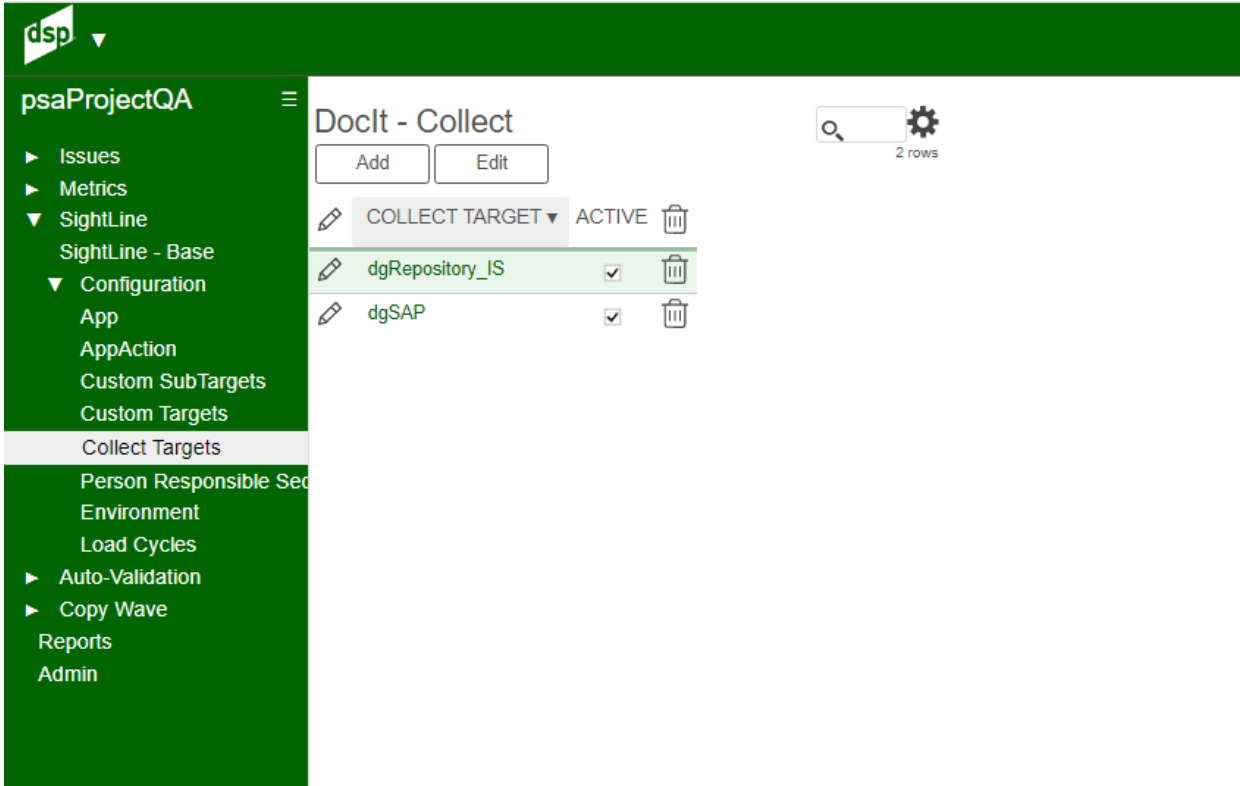 dsp
psaProjectQA
Issues
Metrics
SightLine
SightLine - Base
Configuration
App
AppAction
Custom SubTargets
Custom Targets
Collect Targets
Person Responsible Sec
Environment
Load Cycles
Auto-Validation
Copy Wave
Reports
Admin
DocIt - Collect
2 rows
Add Edit
COLLECT TARGET ACTIVE
dgRepository_IS
dgSAP